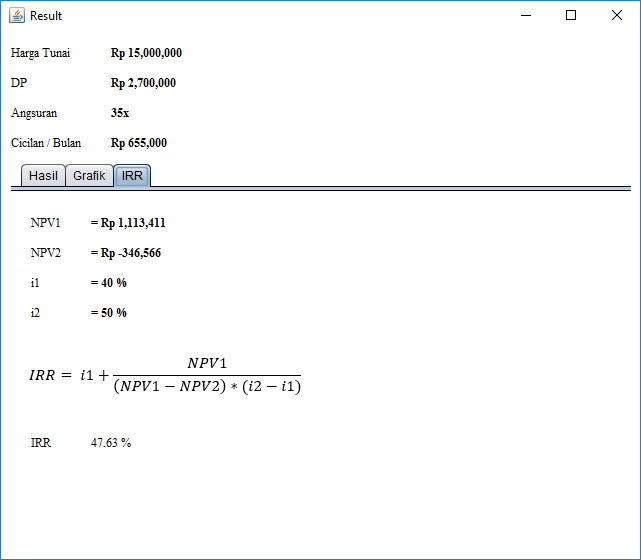 Result
Harga Tunai Rp 15,000,000
DP Rp 2,700,000
Angsuran 35x
Cicilan / Bulan Rp 655,000
Hasil Grafik IRR
NPV1 = Rp 1,113,411
NPV2 = Rp -346,566
i1 = 40 %
i2 = 50 %
NPV1
IRR = i1 +
(NPV1 − NPV2) ∗ (i2 − i1)
IRR 47.63 %